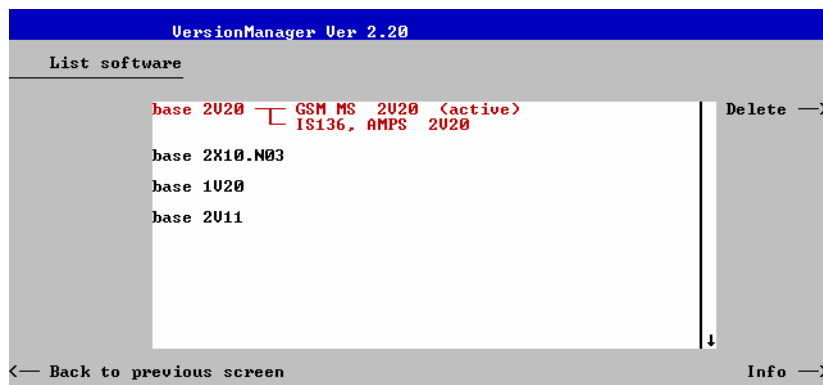 VersionManager Ver 2.20
List software
base 2V20 GSM MS 2V20 (active)
IS136, AMPS 2V20
Delete
base 2X10.N03
base 1V20
base 2V11
Back to previous screen
Info